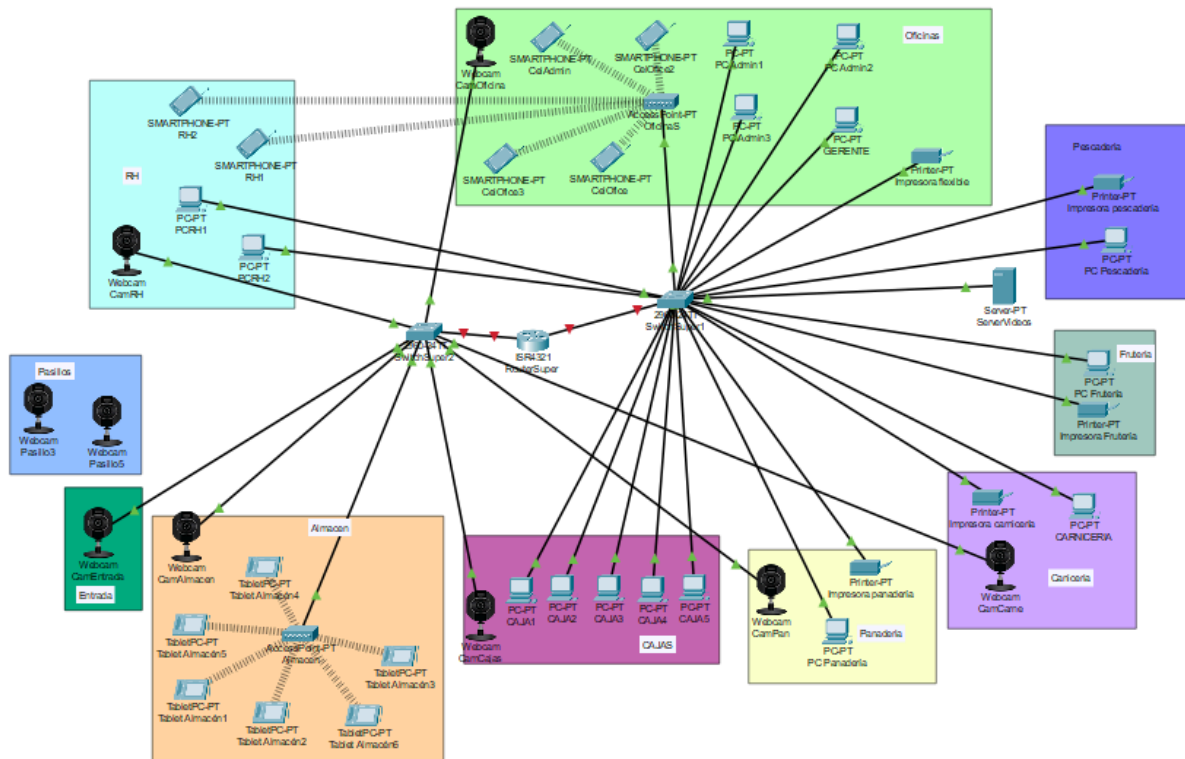 Oficinas
SMARTPHONE-PT
CelAdmin
SMARTPHONE-PT
CelOfice2
PC-PT
PCAdmin1
PC-PT
PCAdmin2
Webcam
CamOficina
AccessPoint-PT
OficinaS
PC-PT
PCAdmin3
PC-PT
GERENTE
SMARTPHONE-PT
CelOfice3
SMARTPHONE-PT
CelOfice
Printer-PT
Impresora flexible
SMARTPHONE-PT
RH2
SMARTPHONE-PT
RH1
RH
PC-PT
PCRH1
PC-PT
PCRH2
Webcam
CamRH
Pescaderia
Printer-PT
Impresora pescaderia
PC-PT
PC Pescaderia
Server-PT
ServerVideos
SwitchSuper1
SwitchSuper2
ISR4321
RouterSuper
Fruteria
PC-PT
PC Fruteria
Printer-PT
Impresora Fruteria
Pasillos
Webcam
Pasillo3
Webcam
Pasillo5
Webcam
CamEntrada
Entrada
Almacen
Webcam
CamAlmacen
TabletPC-PT
Tablet Almacén4
TabletPC-PT
Tablet Almacén5
AccessPoint-PT
Almacen
TabletPC-PT
Tablet Almacén3
TabletPC-PT
Tablet Almacén1
TabletPC-PT
Tablet Almacén2
TabletPC-PT
Tablet Almacén6
PC-PT
CAJA1
PC-PT
CAJA2
PC-PT
CAJA3
PC-PT
CAJA4
PC-PT
CAJA5
Webcam
CamCajas
CAJAS
Printer-PT
Impresora panaderia
Webcam
CamPan
PC-PT
PC Panaderia
Panaderia
Printer-PT
Impresora carniceria
PC-PT
CARNICERIA
Webcam
CamCarne
Cariceria